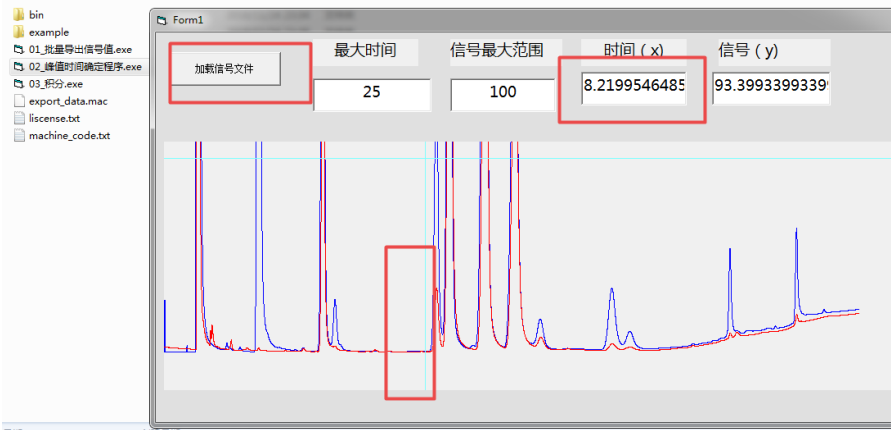 bin
example
01_批量导出信号值.exe
02_峰值时间确定程序.exe
03_积分.exe
export_data.mac
liscense.txt
machine_code.txt
Form1
加载信号文件
最大时间
信号最大范围
时间（x)
信号（y)
25
100
8.2199546485
93.3993399339